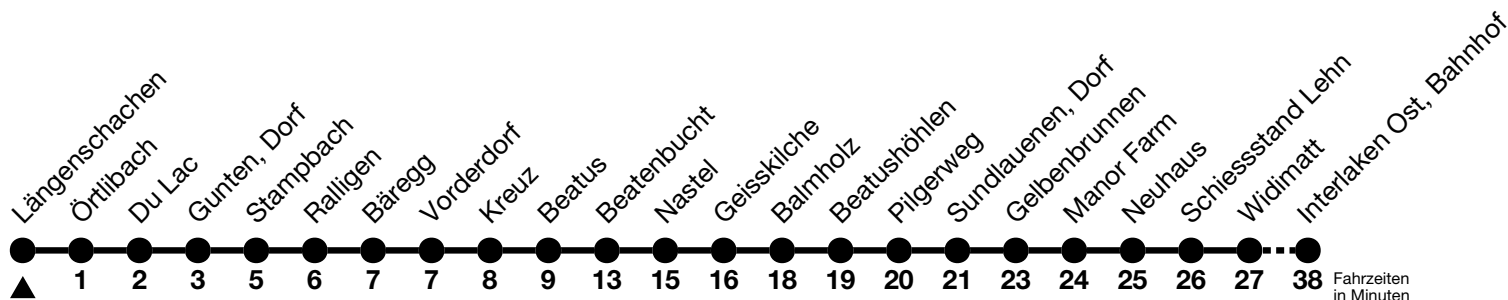 Längenschachen
Örtlibach
Du Lac
Gunten, Dorf
Stampbach
Ralligen
Bäregg
Vorderdorf
Kreuz
Beatus
Beatenbucht
Nastel
Geisskilche
Balmholz
Beatushöhlen
Pilgerweg
Sundlauenen, Dorf
Gelbenbrunnen
Manor Farm
Neuhaus
Schiessstand Lehn
Widimatt
Interlaken Ost, Bahnhof
1 2 3 5 6 7 7 8 9 13 15 16 18 19 20 21 23 24 25 26 27 38 Fahrzeiten
in Minuten